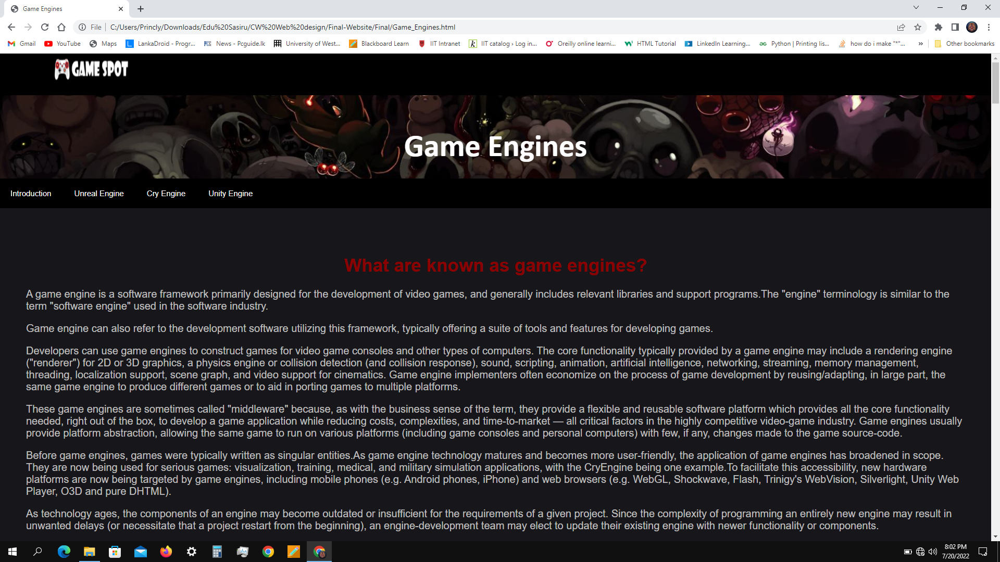 Game Engines
File
C:/Users/Princly/Downloads/Edu%20Sasiru/CW%20Web%20design/Final-Website/Final/Game_Engines.html
Gmail YouTube Maps LankaDroid - Progr... News - Pcguide.lk University of West... Blackboard Learn IIT Intranet IIT catalog › Log in... Oreilly online learni... HTML Tutorial LinkedIn Learning... Python | Printing lis... how do i make "*"... » Other bookmarks
GAME SPOT
Game Engines
Introduction Unreal Engine Cry Engine Unity Engine
What are known as game engines?
A game engine is a software framework primarily designed for the development of video games, and generally includes relevant libraries and support programs.The "engine" terminology is similar to the
term "software engine" used in the software industry.
Game engine can also refer to the development software utilizing this framework, typically offering a suite of tools and features for developing games.
Developers can use game engines to construct games for video game consoles and other types of computers. The core functionality typically provided by a game engine may include a rendering engine
("renderer") for 2D or 3D graphics, a physics engine or collision detection (and collision response), sound, scripting, animation, artificial intelligence, networking, streaming, memory management,
threading, localization support, scene graph, and video support for cinematics. Game engine implementers often economize on the process of game development by reusing/adapting, in large part, the
same game engine to produce different games or to aid in porting games to multiple platforms.
These game engines are sometimes called "middleware" because, as with the business sense of the term, they provide a flexible and reusable software platform which provides all the core functionality
needed, right out of the box, to develop a game application while reducing costs, complexities, and time-to-market — all critical factors in the highly competitive video-game industry. Game engines usually
provide platform abstraction, allowing the same game to run on various platforms (including game consoles and personal computers) with few, if any, changes made to the game source-code.
Before game engines, games were typically written as singular entities.As game engine technology matures and becomes more user-friendly, the application of game engines has broadened in scope.
They are now being used for serious games: visualization, training, medical, and military simulation applications, with the CryEngine being one example.To facilitate this accessibility, new hardware
platforms are now being targeted by game engines, including mobile phones (e.g. Android phones, iPhone) and web browsers (e.g. WebGL, Shockwave, Flash, Trinigy's WebVision, Silverlight, Unity Web
Player, O3D and pure DHTML).
As technology ages, the components of an engine may become outdated or insufficient for the requirements of a given project. Since the complexity of programming an entirely new engine may result in
unwanted delays (or necessitate that a project restart from the beginning), an engine-development team may elect to update their existing engine with newer functionality or components.
8:02 PM
7/20/2022